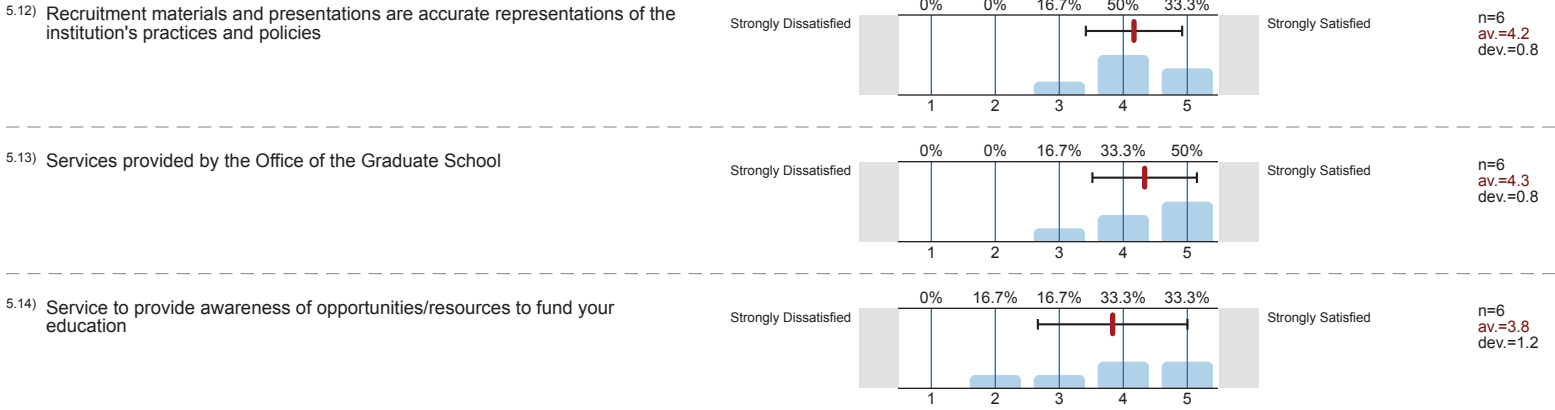 5.12) Recruitment materials and presentations are accurate representations of the
institution's practices and policies
Strongly Dissatisfied
0% 0% 16.7% 50% 33.3%
1 2 3 4 5
Strongly Satisfied
n=6
av.=4.2
dev.=0.8
5.13) Services provided by the Office of the Graduate School
Strongly Dissatisfied
0% 0% 16.7% 33.3% 50%
1 2 3 4 5
Strongly Satisfied
n=6
av.=4.3
dev.=0.8
5.14) Service to provide awareness of opportunities/resources to fund your
education
Strongly Dissatisfied
0% 16.7% 16.7% 33.3% 33.3%
1 2 3 4 5
Strongly Satisfied
n=6
av.=3.8
dev.=1.2